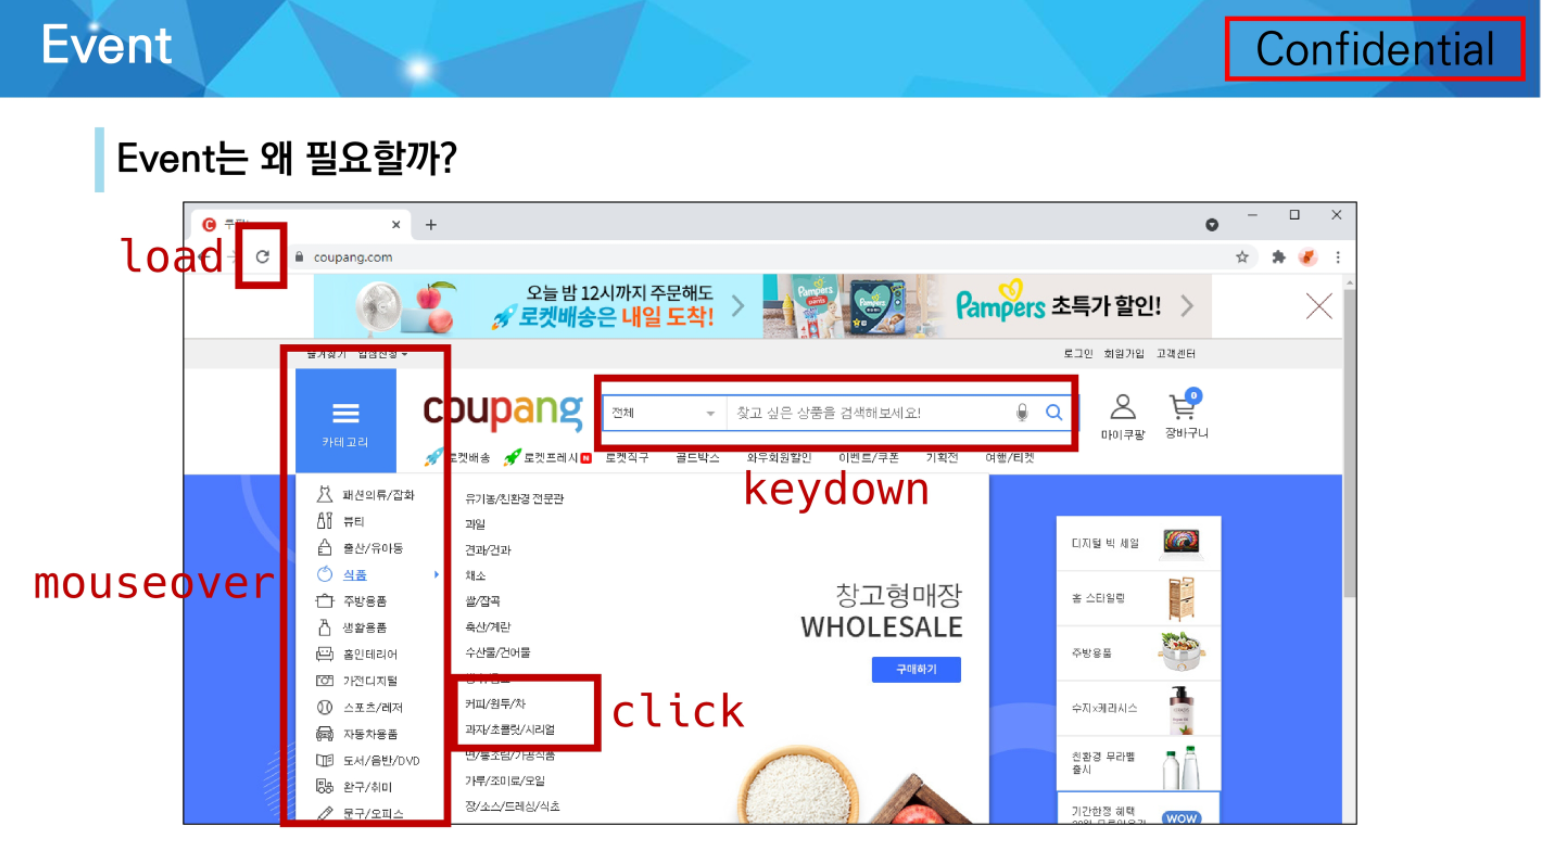 Event
Confidential
Event는 왜 필요할까?
load
coupang.com
오늘 밤 12시까지 주문해도
로켓배송은 내일 도착!
Pampers 초특가 할인!
로그인 회원가입 고객센터
카테고리
coupang
전체
찾고 싶은 상품을 검색해보세요!
마이쿠팡
0
장바구니
로켓배송 로켓프레시 N 로켓직구 골드박스 와우회원할인 이벤트/쿠폰 기획전 여행/티켓
keydown
mouseover
패션의류/잡화
뷰티
출산/유아동
식품
주방용품
생활용품
홈인테리어
가전디지털
스포츠/레저
자동차용품
도서/음반/DVD
완구/취미
문구/오피스
유기농/친환경 전문관
과일
견과/건과
채소
쌀/잡곡
축산/계란
수산물/건어물
커피/원두/차
과자/초콜릿/시리얼
면/통조림/가공식품
가루/조미료/오일
장/소스/드레싱/식초
click
창고형매장
WHOLESALE
구매하기
디지털 빅 세일
홈 스타일링
주방용품
수지x케라시스
친환경 무라벨
출시
기간한정 혜택
WOW